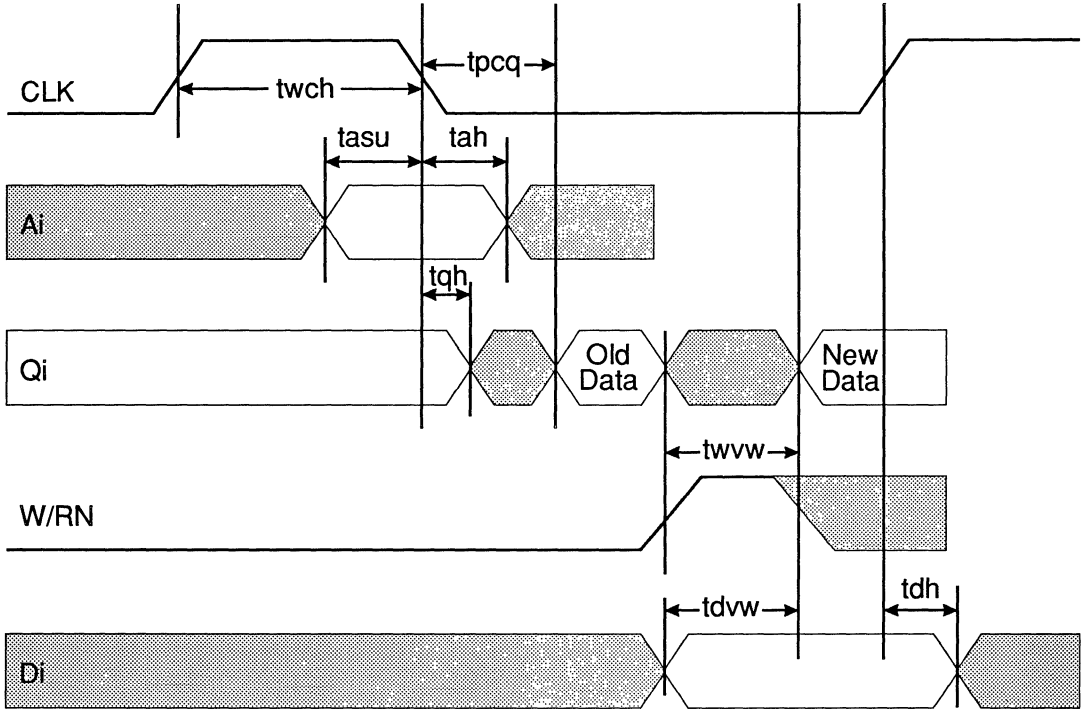 tpcq
CLK
twch
tasu
tah
Ai
tqh
Qi
Old
Data
New
Data
twvw
W/RN
tdvw
tdh
Di